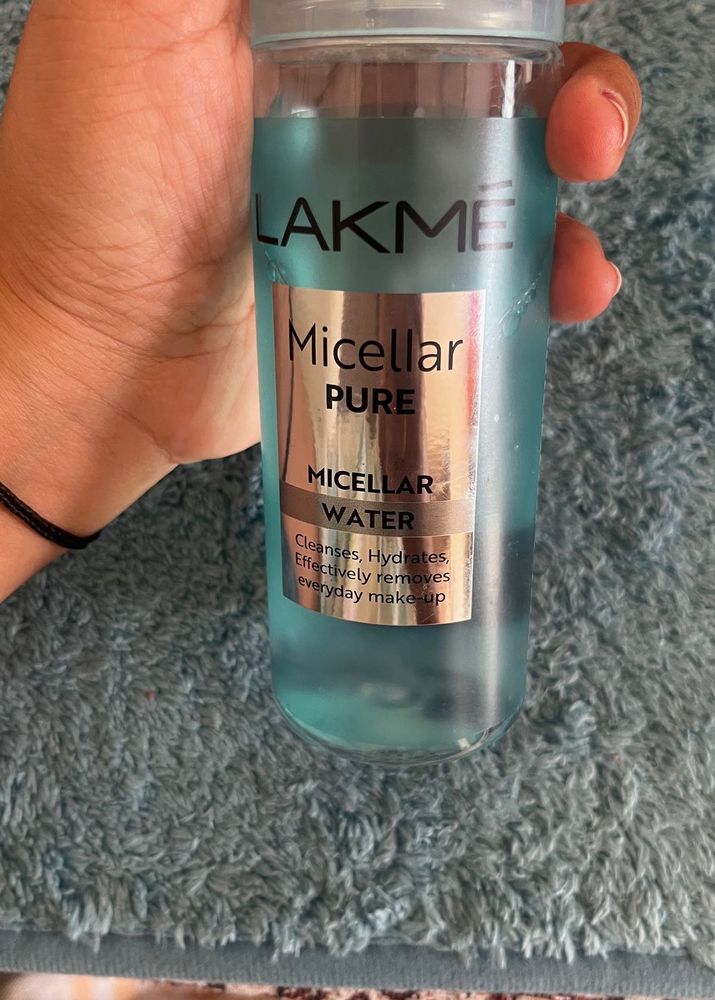 LAKMÉ
Micellar
PURE
MICELLAR
WATER
Cleanses, Hydrates,
Effectively removes
everyday make-up